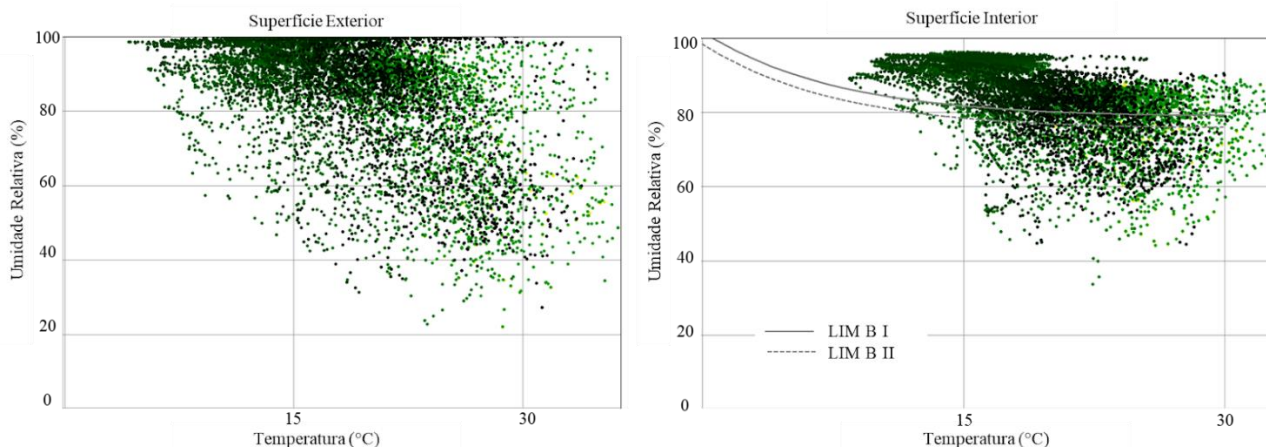 Superfície Exterior
100
80
60
40
20
0
15
30
Umidade Relativa (%)
Temperatura (°C)
Superfície Interior
100
80
60
40
20
0
15
30
Umidade Relativa (%)
Temperatura (°C)
LIM B I
LIM B II